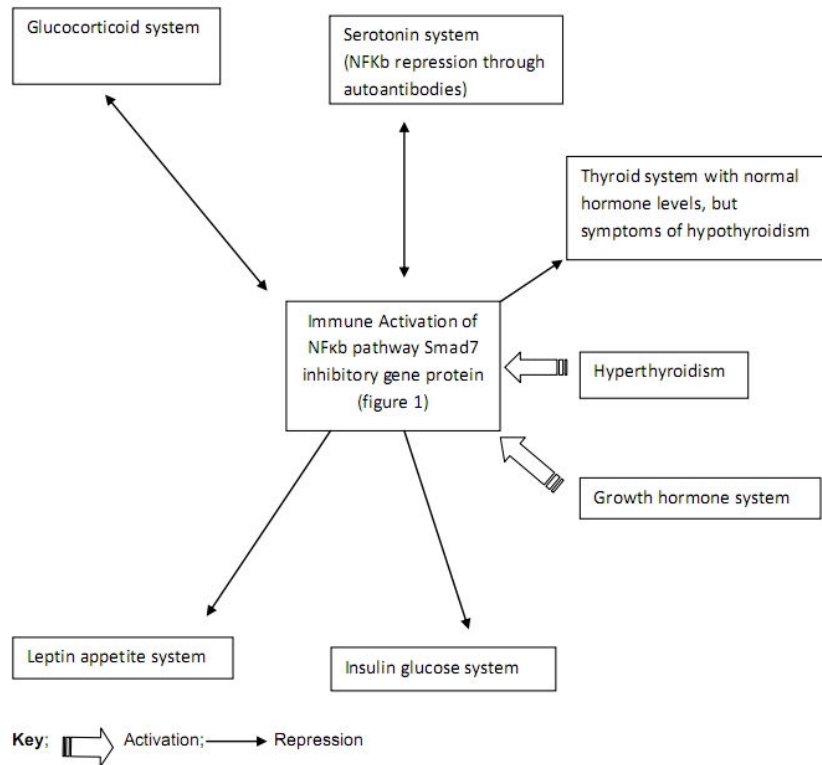 Glucocorticoid system
Serotonin system
(NFKb repression through
autoantibodies)
Thyroid system with normal
hormone levels, but
symptoms of hypothyroidism
Immune Activation of
NFκb pathway Smad7
inhibitory gene protein
(figure 1)
Hyperthyroidism
Growth hormone system
Leptin appetite system
Insulin glucose system
Key; Activation; Repression